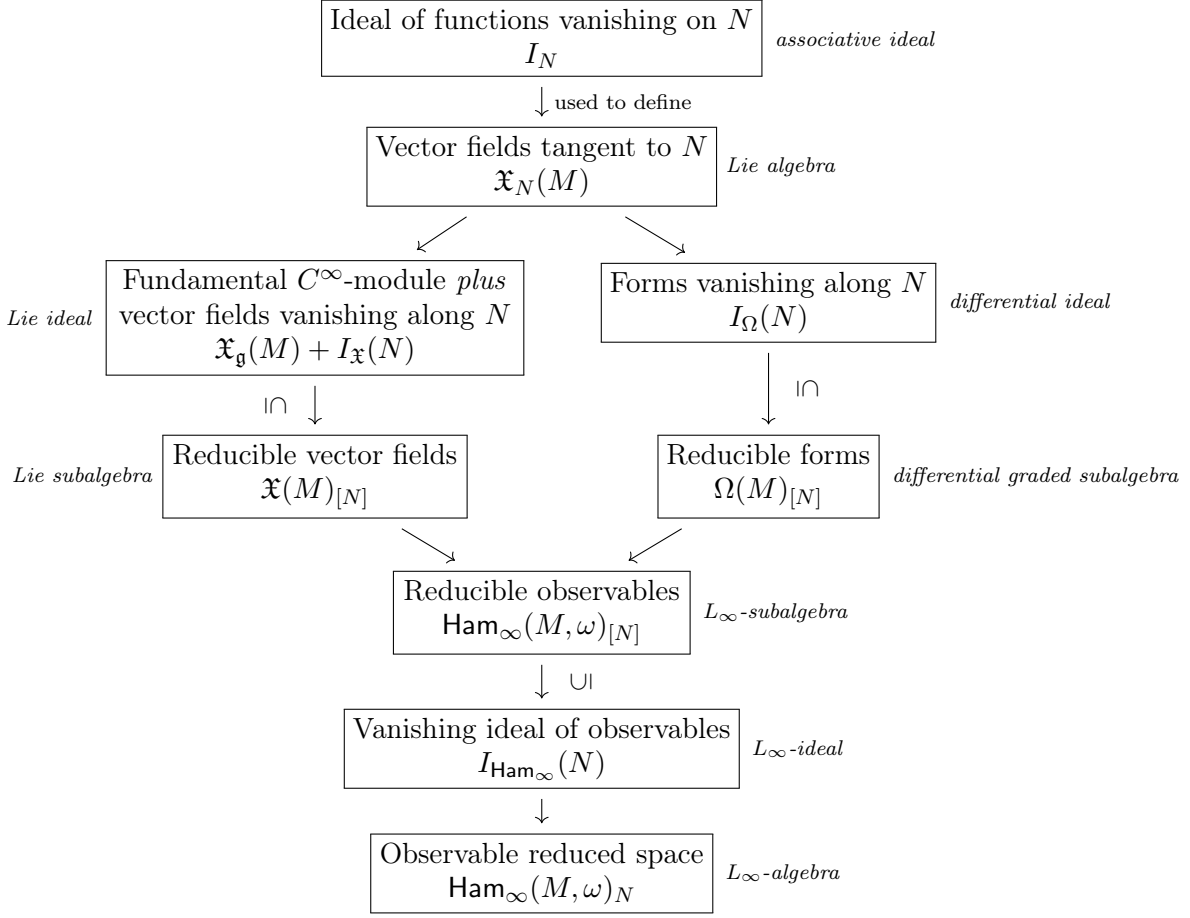 Ideal of functions vanishing on N
I_N
associative ideal
used to define
Vector fields tangent to N
𝔛_N(M)
Lie algebra
Fundamental C^∞-module plus
vector fields vanishing along N
𝔛_𝔤(M) + I_𝔛(N)
Lie ideal
Forms vanishing along N
I_Ω(N)
differential ideal
I∩
I∩
Lie subalgebra
Reducible vector fields
𝔛(M)_[N]
Reducible forms
Ω(M)_[N]
differential graded subalgebra
Reducible observables
Ham_∞(M, ω)_[N]
L_∞-subalgebra
∪I
Vanishing ideal of observables
I_Ham_∞(N)
L_∞-ideal
Observable reduced space
Ham_∞(M, ω)_N
L_∞-algebra